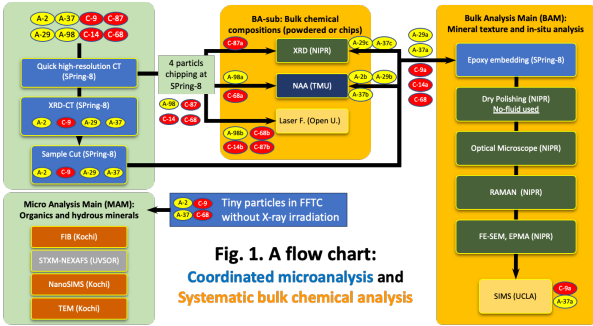 A-2 A-37 C-9 C-87
A-29 A-98 C-14 C-68
Quick high-resolution CT
(SPring-8)
XRD-CT (SPring-8)
A-2 C-9 A-29 A-37
Sample Cut (SPring-8)
A-2 C-9 A-29 A-37
4 particls
chipping at
SPring-8
A-98 C-87
C-14 C-68
BA-sub: Bulk chemical
compositions (powdered or chips)
C-87a XRD (NIPR) A-29c A-37c
A-98a NAA (TMU) A-2b A-29b
C-68a A-37b
Laser F. (Open U.)
A-98b C-68b
C-14b C-87b
A-29a
A-37a
C-9a
C-14a
C-68
Bulk Analysis Main (BAM):
Mineral texture and in-situ analysis
Epoxy embedding (SPring-8)
Dry Polishing (NIPR)
No-fluid used
Optical Microscope (NIPR)
RAMAN (NIPR)
FE-SEM, EPMA (NIPR)
SIMS (UCLA)
C-9a
A-37a
Micro Analysis Main (MAM):
Organics and hydrous minerals
FIB (Kochi)
STXM-NEXAFS (UVSOR)
NanoSIMS (Kochi)
TEM (Kochi)
A-2 C-9
A-37 C-68
Tiny particles in FFTC
without X-ray irradiation
Fig. 1. A flow chart:
Coordinated microanalysis and
Systematic bulk chemical analysis